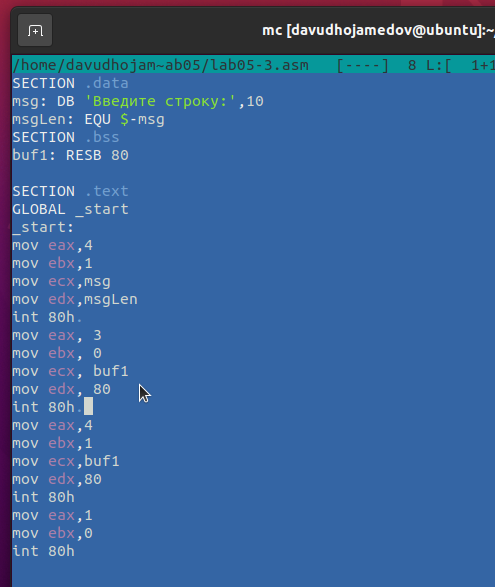 mc [davudhojamedov@ubuntu]:~/
/home/davudhojam~ab05/lab05-3.asm   [----]  8 L:[  1+1
SECTION .data
msg: DB 'Введите строку:',10
msgLen: EQU $-msg
SECTION .bss
buf1: RESB 80
SECTION .text
GLOBAL _start
_start:
mov eax,4
mov ebx,1
mov ecx,msg
mov edx,msgLen
int 80h.
mov eax, 3
mov ebx, 0
mov ecx, buf1
mov edx, 80
int 80h.
mov eax,4
mov ebx,1
mov ecx,buf1
mov edx,80
int 80h
mov eax,1
mov ebx,0
int 80h